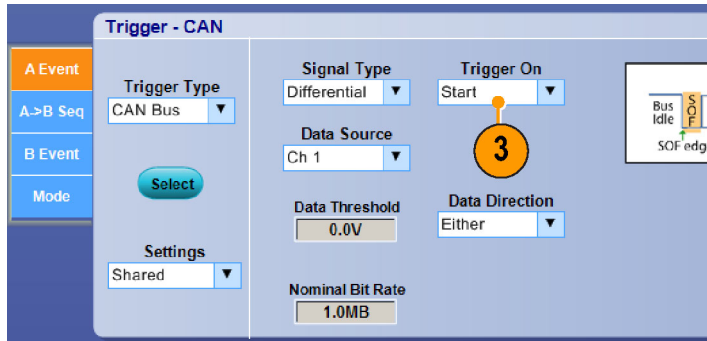 Trigger - CAN
A Event
A->B Seq
B Event
Mode
Trigger Type
CAN Bus
Select
Settings
Shared
Signal Type
Differential
Data Source
Ch 1
Data Threshold
0.0V
Nominal Bit Rate
1.0MB
Trigger On
Start
3
Data Direction
Either
Bus
Idle
SOF
SOF edg